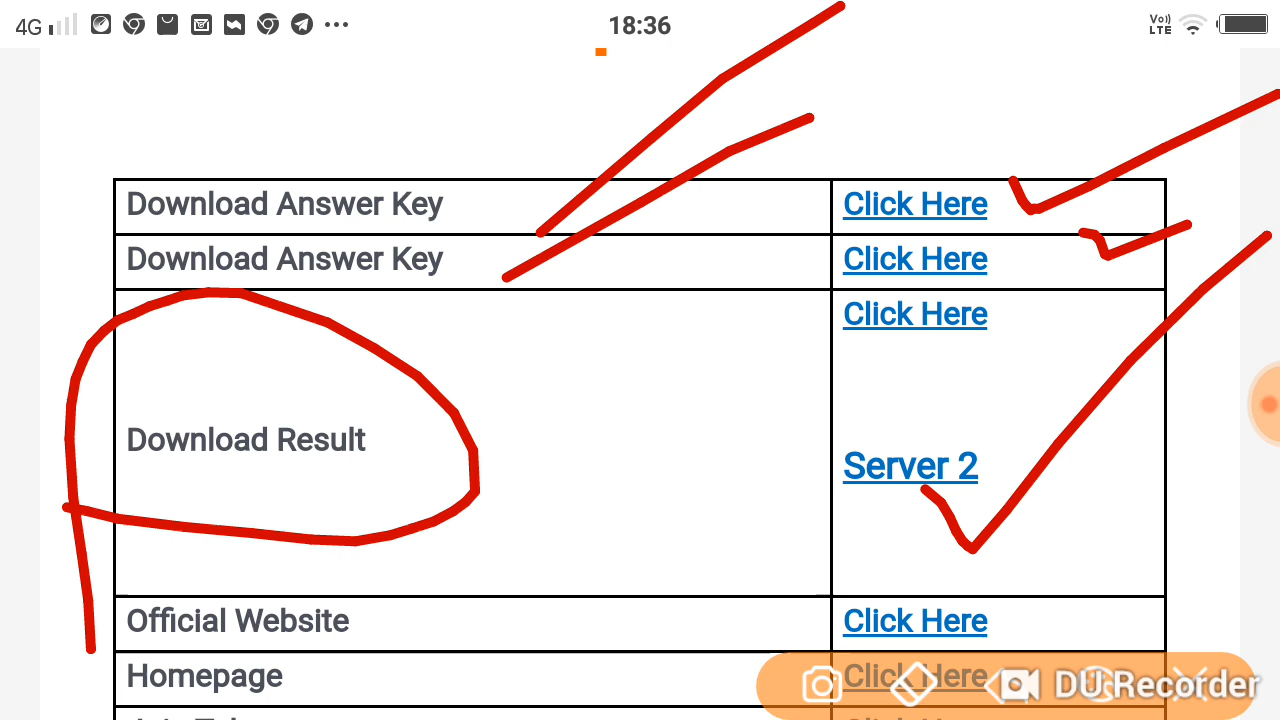 4G 18:36 Vo) LTE
Download Answer Key Click Here
Download Answer Key Click Here
Click Here
Download Result
Server 2
Official Website Click Here
Homepage Click Here
DU Recorder